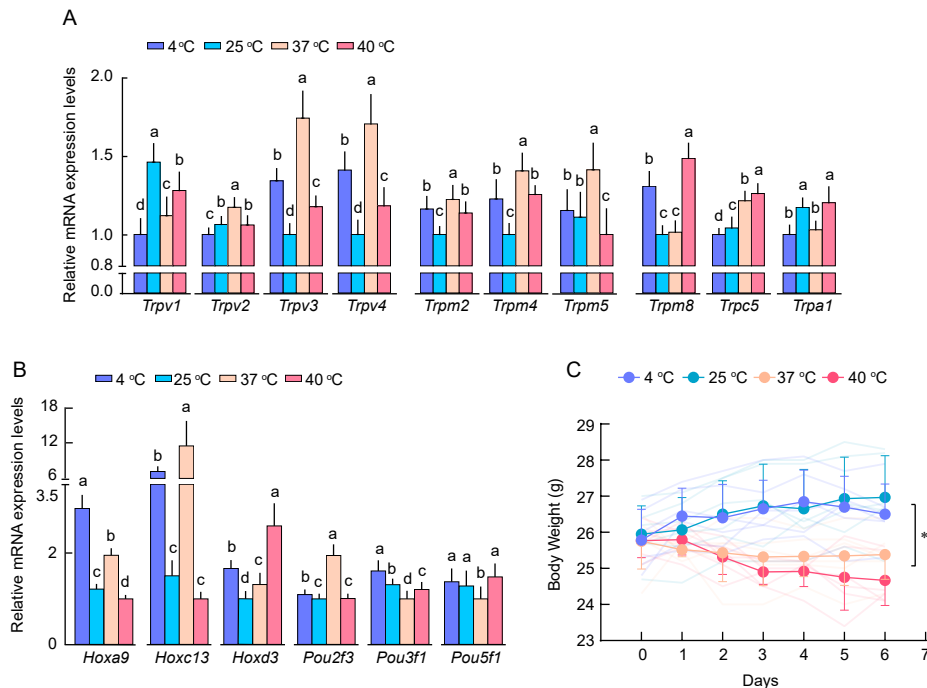 A
4 °C 25 °C 37 °C 40 °C
Relative mRNA expression levels
2.0
1.5
1.0
0.8
0.0
d a c b
c b a b
b d a c
b d a c
b c a b
b c a b
b b a c
b c c a
d c b a
b a b a
Trpv1 Trpv2 Trpv3 Trpv4 Trpm2 Trpm4 Trpm5 Trpm8 Trpc5 Trpa1
B
4 °C 25 °C 37 °C 40 °C
Relative mRNA expression levels
18
12
6
3.5
2
0
a c b d
b c a c
b d c a
b c a c
a b d c
a a b a
Hoxa9 Hoxc13 Hoxd3 Pou2f3 Pou3f1 Pou5f1
C
4 °C 25 °C 37 °C 40 °C
Body Weight (g)
29
28
27
26
25
24
23
*
0 1 2 3 4 5 6 7
Days